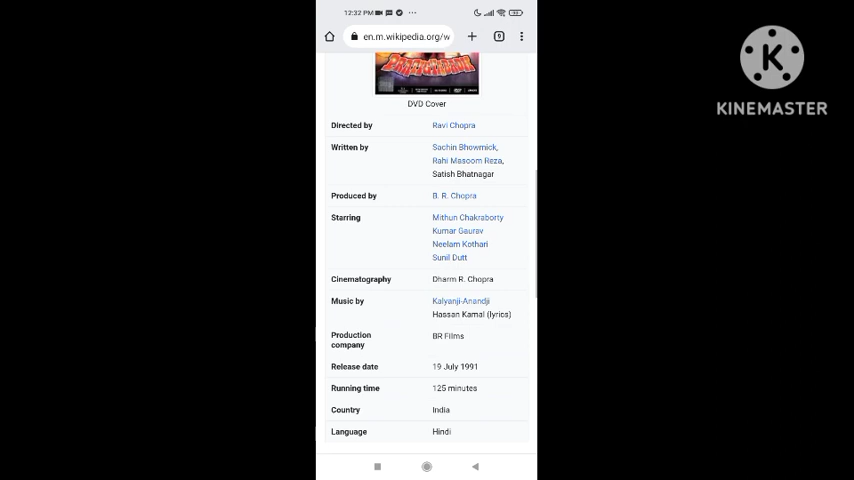 12:32 PM
en.m.wikipedia.org/w
9
DVD Cover
Directed by
Ravi Chopra
Written by
Sachin Bhowmick,
Rahi Masoom Reza,
Satish Bhatnagar
Produced by
B. R. Chopra
Starring
Mithun Chakraborty
Kumar Gaurav
Neelam Kothari
Sunil Dutt
Cinematography
Dharm R. Chopra
Music by
Kalyanji-Anandji
Hassan Kamal (lyrics)
Production
company
BR Films
Release date
19 July 1991
Running time
125 minutes
Country
India
Language
Hindi
K
KINEMASTER